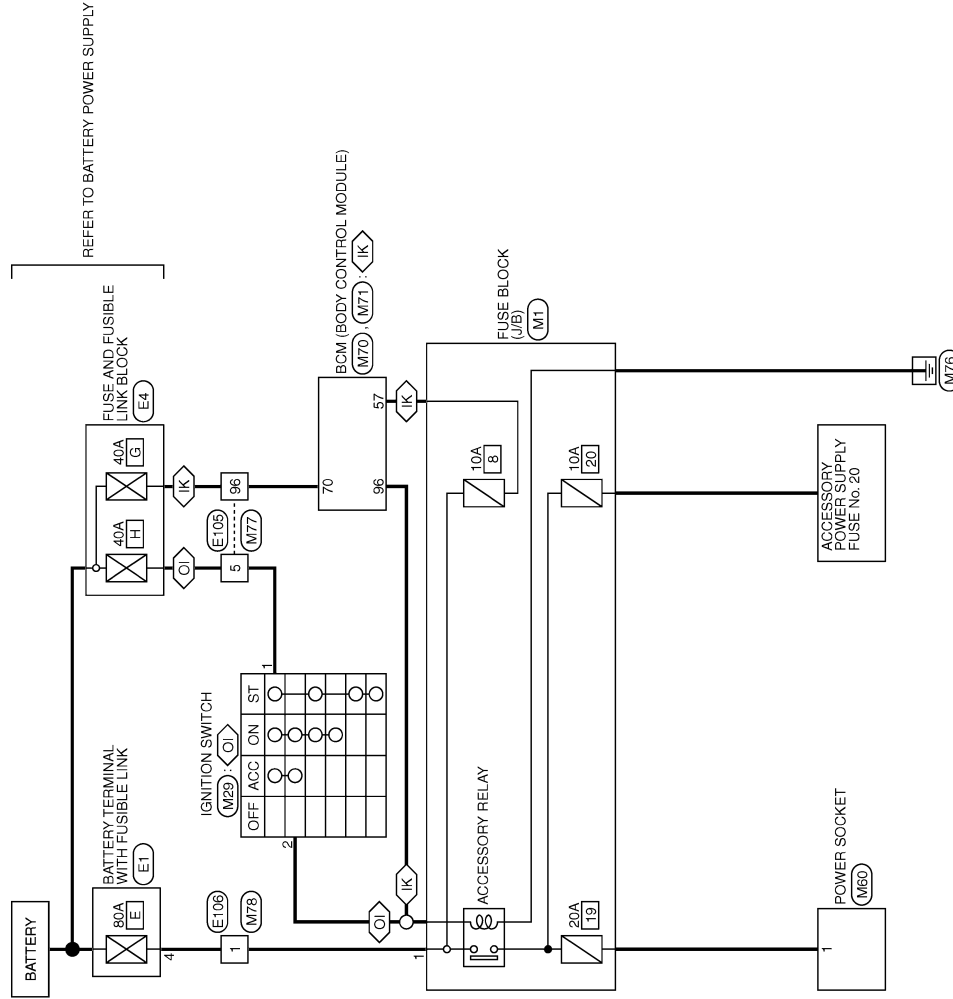 REFER TO BATTERY POWER SUPPLY
BATTERY
BATTERY TERMINAL
WITH FUSIBLE LINK
E1
80A
E
4
FUSE AND FUSIBLE
LINK BLOCK
E4
40A
H
40A
G
OI
IK
E106
1
M78
E105
5
96
M77
IGNITION SWITCH
M29 : OI
OFF ACC ON ST
1
2
BCM (BODY CONTROL MODULE)
M70 , M71 : IK
70
96
57
IK
OI
IK
1
FUSE BLOCK
(J/B)
M1
ACCESSORY RELAY
10A
8
20A
19
10A
20
POWER SOCKET
M60
1
ACCESSORY
POWER SUPPLY
FUSE No. 20
M76